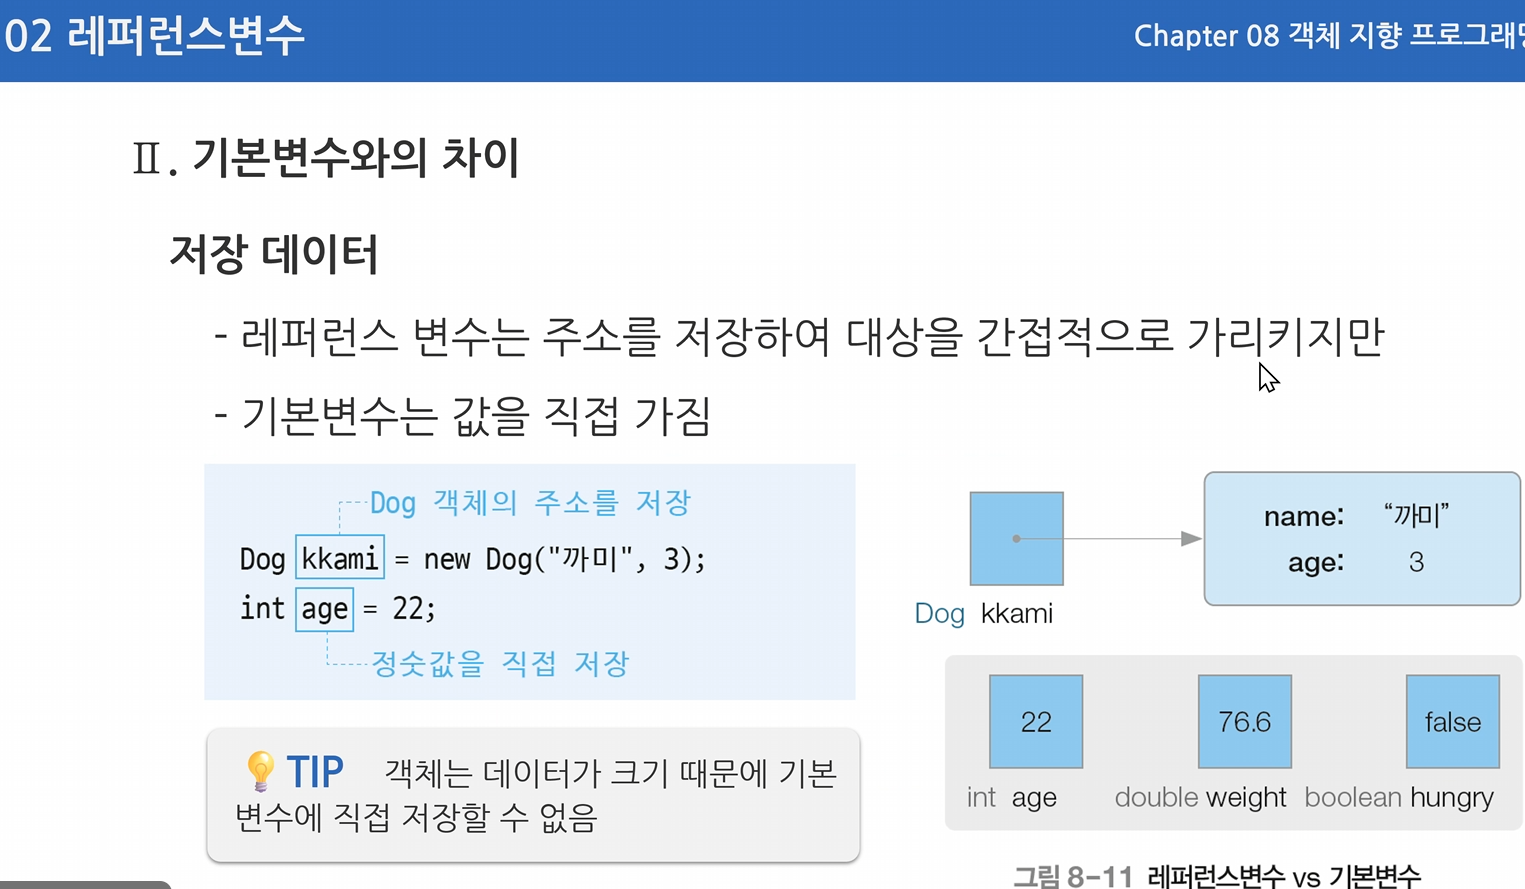 02 레퍼런스변수
Chapter 08 객체 지향 프로그래밍
Ⅱ. 기본변수와의 차이
저장 데이터
- 레퍼런스 변수는 주소를 저장하여 대상을 간접적으로 가리키지만
- 기본변수는 값을 직접 가짐
Dog 객체의 주소를 저장
Dog kkami = new Dog("까미", 3);
int age = 22;
정숫값을 직접 저장
💡 TIP 객체는 데이터가 크기 때문에 기본
변수에 직접 저장할 수 없음
name: “까미”
age: 3
Dog kkami
22 76.6 false
int age double weight boolean hungry
그림 8-11 레퍼런스변수 vs 기본변수